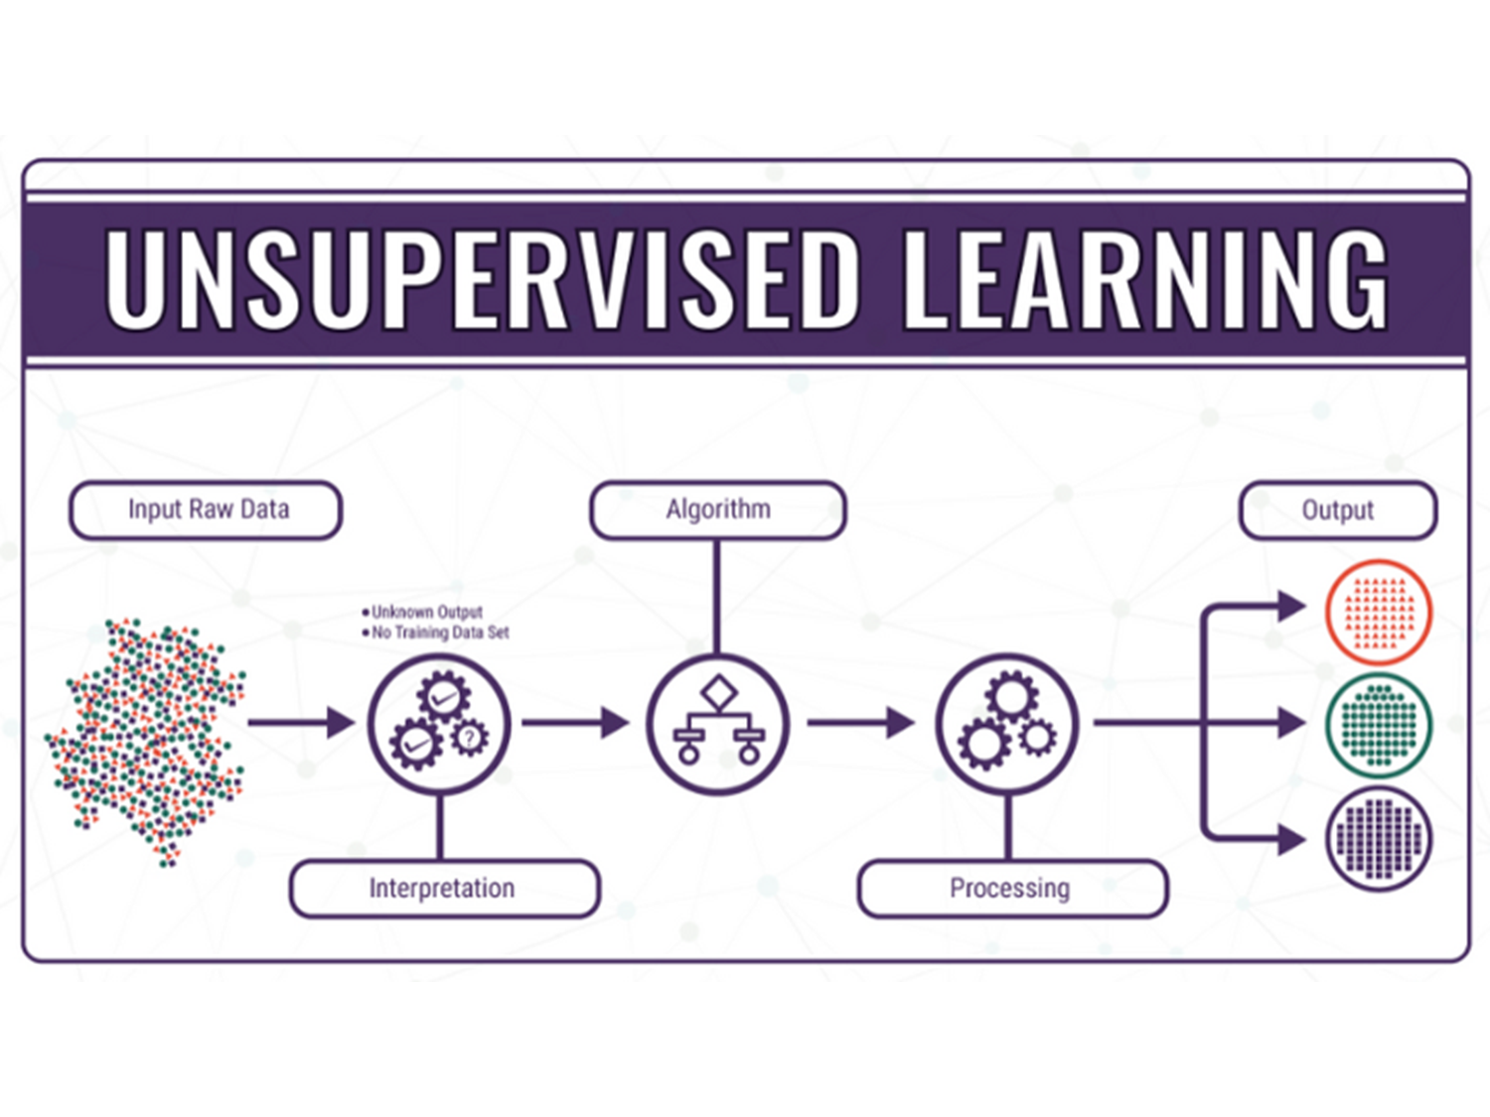 UNSUPERVISED LEARNING
Input Raw Data
Algorithm
Output
•Unknown Output
•No Training Data Set
?
Interpretation
Processing